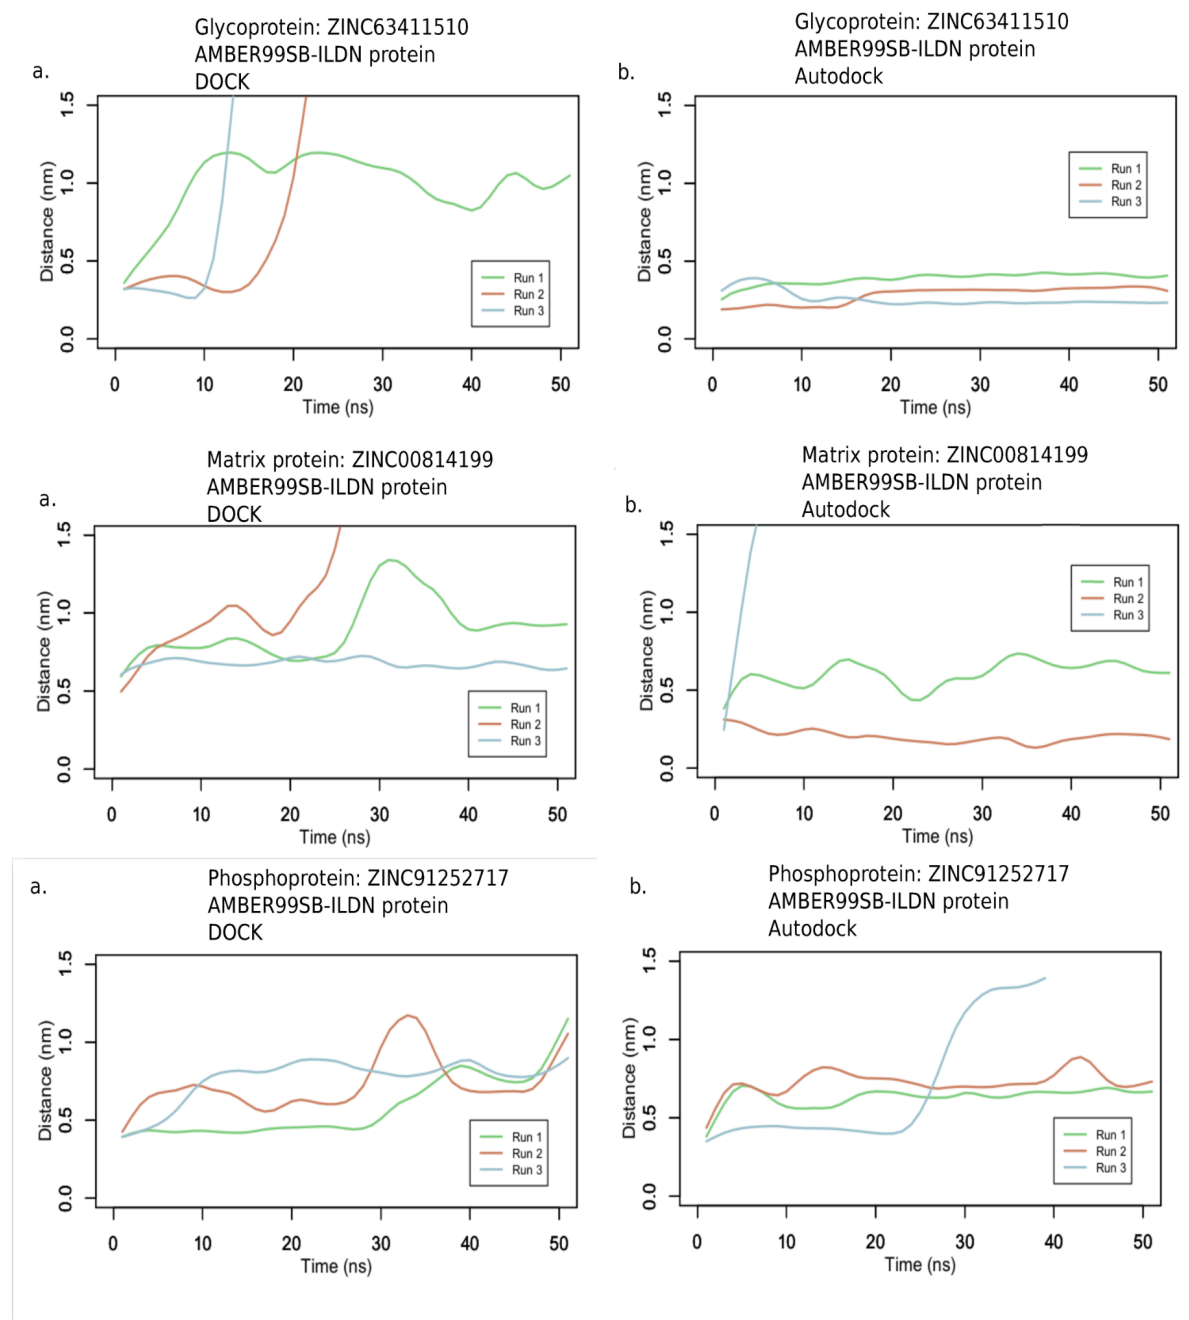 Glycoprotein: ZINC63411510
AMBER99SB-ILDN protein
a.
DOCK
1.5
1.0
0.5
0.0
Distance (nm)
Run 1
Run 2
Run 3
0 10 20 30 40 50
Time (ns)
Glycoprotein: ZINC63411510
AMBER99SB-ILDN protein
b.
Autodock
1.5
1.0
0.5
0.0
Distance (nm)
Run 1
Run 2
Run 3
0 10 20 30 40 50
Time (ns)
Matrix protein: ZINC00814199
AMBER99SB-ILDN protein
a.
DOCK
1.5
1.0
0.5
0.0
Distance (nm)
Run 1
Run 2
Run 3
0 10 20 30 40 50
Time (ns)
Matrix protein: ZINC00814199
AMBER99SB-ILDN protein
b.
Autodock
1.5
1.0
0.5
0.0
Distance (nm)
Run 1
Run 2
Run 3
0 10 20 30 40 50
Time (ns)
a.
Phosphoprotein: ZINC91252717
AMBER99SB-ILDN protein
DOCK
1.5
1.0
0.5
0.0
Distance (nm)
Run 1
Run 2
Run 3
0 10 20 30 40 50
Time (ns)
b.
Phosphoprotein: ZINC91252717
AMBER99SB-ILDN protein
Autodock
1.5
1.0
0.5
0.0
Distance (nm)
Run 1
Run 2
Run 3
0 10 20 30 40 50
Time (ns)